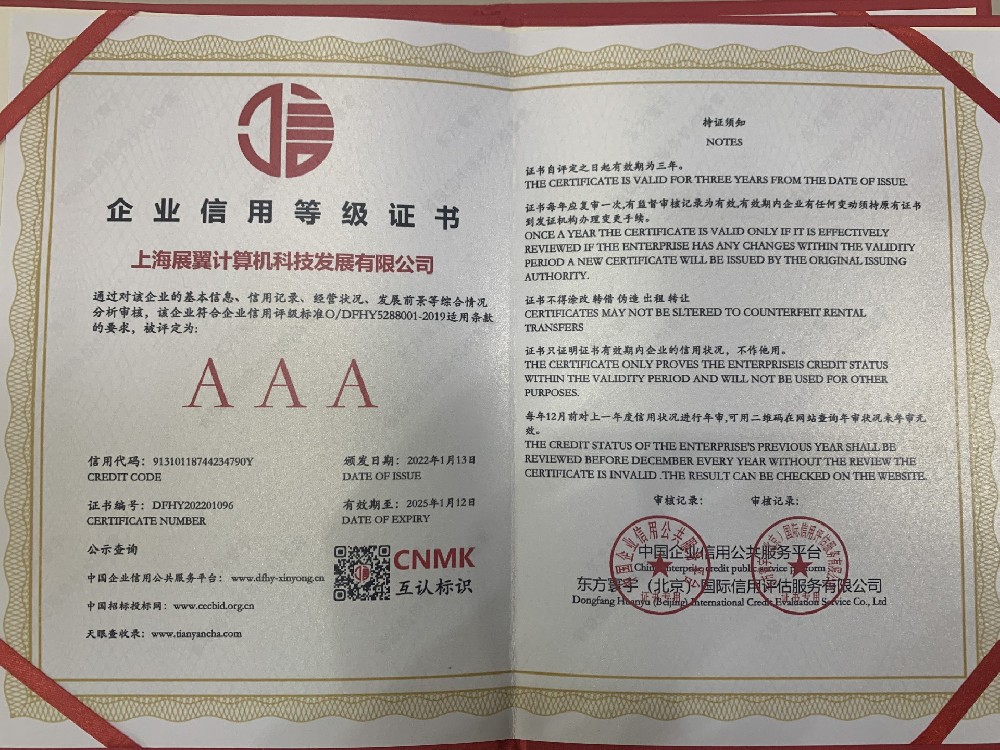 企业信用等级证书
上海展翼计算机科技发展有限公司
通过对该企业的基本信息、信用记录、经营状况、发展前景等综合情况
分析审核，该企业符合企业信用评级标准O/DFHY5288001-2019适用条款
的要求，被评定为：
AAA
信用代码：91310118744234790Y
CREDIT CODE
颁发日期：2022年1月13日
DATE OF ISSUE
证书编号：DFHY202201096
CERTIFICATE NUMBER
有效期至：2025年1月12日
DATE OF EXPIRY
公示查询
中国企业信用公共服务平台：www.dfhy-xinyong.cn
中国招标投标网：www.cecbid.org.cn
天眼查收录：www.tianyancha.com
CNMK
互认标识
持证须知
NOTES
证书自评定之日起有效期为三年。
THE CERTIFICATE IS VALID FOR THREE YEARS FROM THE DATE OF ISSUE.
证书每年应复审一次,有监督审核记录为有效,有效期内企业有任何变动须持原有证书
到发证机构办理变更手续。
ONCE A YEAR THE CERTIFICATE IS VALID ONLY IF IT IS EFFECTIVELY
REVIEWED IF THE ENTERPRISE HAS ANY CHANGES WITHIN THE VALIDITY
PERIOD A NEW CERTIFICATE WILL BE ISSUED BY THE ORIGINAL ISSUING
AUTHORITY.
证书不得涂改 转借 伪造 出租 转让
CERTIFICATES MAY NOT BE SLTERED TO COUNTERFEIT RENTAL
TRANSFERS
证书只证明证书有效期内企业的信用状况，不作他用。
THE CERTIFICATE ONLY PROVES THE ENTERPRISEIS CREDIT STATUS
WITHIN THE VALIDITY PERIOD AND WILL NOT BE USED FOR OTHER
PURPOSES.
每年12月前对上一年度信用状况进行年审,可用二维码在网站查询年审状况未年审无
效。
THE CREDIT STATUS OF THE ENTERPRISE'S PREVIOUS YEAR SHALL BE
REVIEWED BEFORE DECEMBER EVERY YEAR WITHOUT THE REVIEW THE
CERTIFICATE IS INVALID .THE RESULT CAN BE CHECKED ON THE WEBSITE.
审核记录： 审核记录：
中国企业信用公共服务平台
China enterprise credit public service platform
东方寰宇（北京）国际信用评估服务有限公司
Dongfang Huanyu (Beijing) International Credit Evaluation Service Co., Ltd